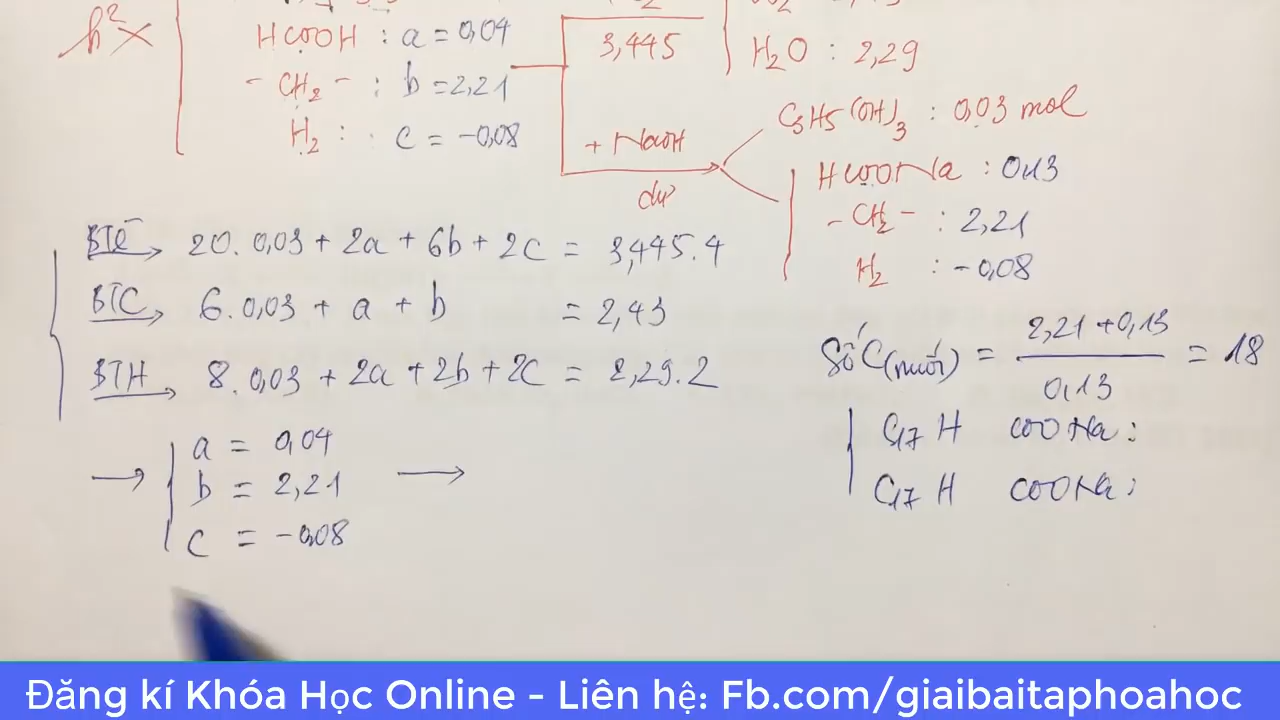 h² X
HCOOH : a = 0,04
- CH₂ - : b = 2,21
H₂ : c = -0,08
3,445
H₂O : 2,29
+ NaOH
dư
C₃H₅(OH)₃ : 0,03 mol
HCOONa : 0,13
- CH₂ - : 2,21
H₂ : -0,08
BTE → 20. 0,03 + 2a + 6b + 2c = 3,445.4
BTC → 6. 0,03 + a + b = 2,43
BTH → 8. 0,03 + 2a + 2b + 2c = 2,29.2
→ a = 0,04
b = 2,21 →
c = -0,08
Số C(muối) = (2,21 + 0,13) / 0,13 = 18
C₁₇H COONa :
C₁₇H COONa :
Đăng kí Khóa Học Online - Liên hệ: Fb.com/giaibaitaphoahoc